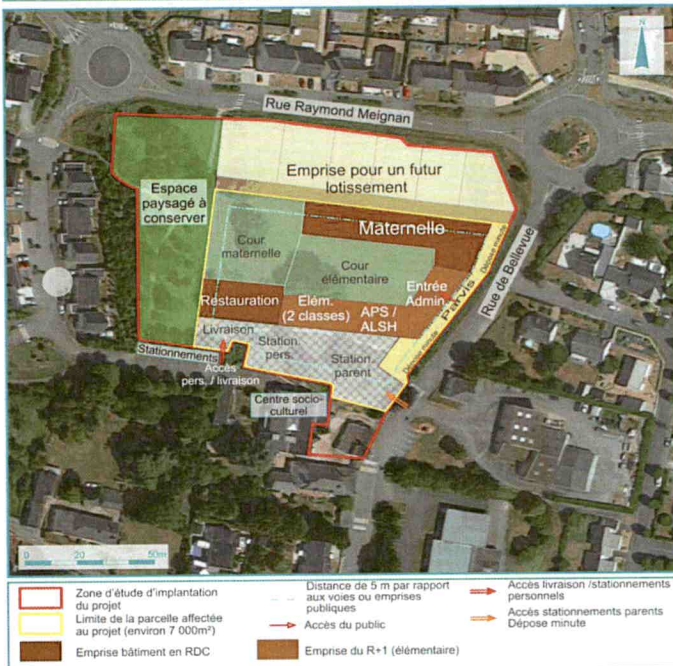 N
Rue Raymond Meignan
Emprise pour un futur
lotissement
Espace
paysagé à
conserver
Maternelle
Cour
maternelle
Cour
élémentaire
Dépose minute
Parvis
Rue de Bellevue
Entrée
Admin.
Restauration
Elém.
(2 classes)
APS /
ALSH
Livraison
Station.
pers.
Station.
parent
Dépose minute
Stationnements
Accès
pers. / livraison
Centre socio-
culturel
0 20 50m
Zone d'étude d'implantation
du projet
Limite de la parcelle affectée
au projet (environ 7 000m²)
Emprise bâtiment en RDC
Distance de 5 m par rapport
aux voies ou emprises
publiques
Accès du public
Emprise du R+1 (élémentaire)
Accès livraison /stationnements
personnels
Accès stationnements parents
Dépose minute